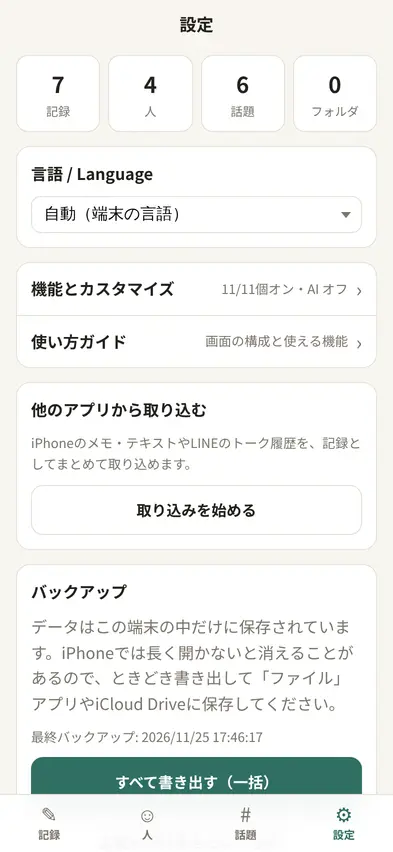 設定
7
記録
4
人
6
話題
0
フォルダ
言語 / Language
自動（端末の言語）
機能とカスタマイズ
11/11個オン・AI オフ ›
使い方ガイド
画面の構成と使える機能 ›
他のアプリから取り込む
iPhoneのメモ・テキストやLINEのトーク履歴を、記録と
してまとめて取り込めます。
取り込みを始める
バックアップ
データはこの端末の中だけに保存されていま
す。iPhoneでは長く開かないと消えることが
あるので、ときどき書き出して「ファイル」
アプリやiCloud Driveに保存してください。
最終バックアップ: 2026/11/25 17:46:17
すべて書き出す（一括）
記録
人
# 話題
設定